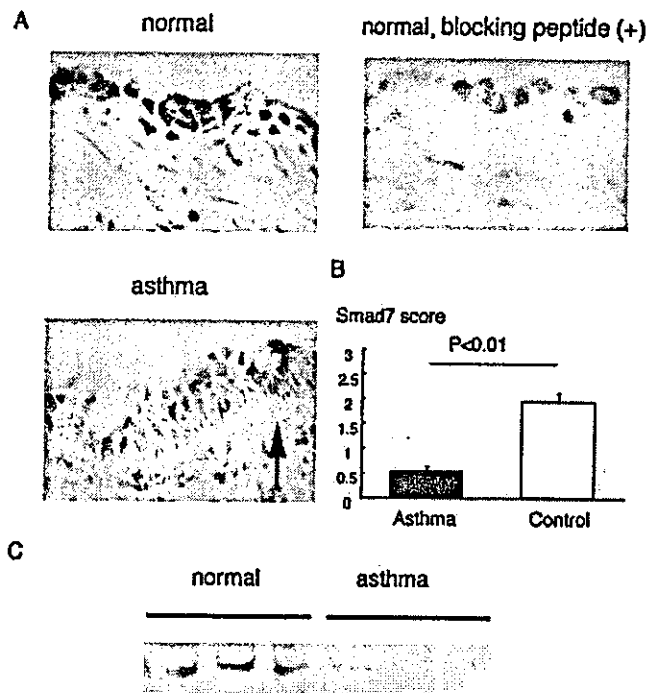 A
normal
normal, blocking peptide (+)
asthma
B
Smad7 score
P<0.01
3
2.5
2
1.5
1
0.5
0
Asthma
Control
C
normal
asthma